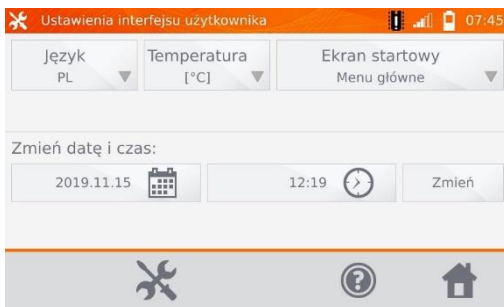 Ustawienia interfejsu użytkownika 07:45
Język Temperatura Ekran startowy
PL [°C] Menu główne
Zmień datę i czas:
2019.11.15 12:19 Zmień
?